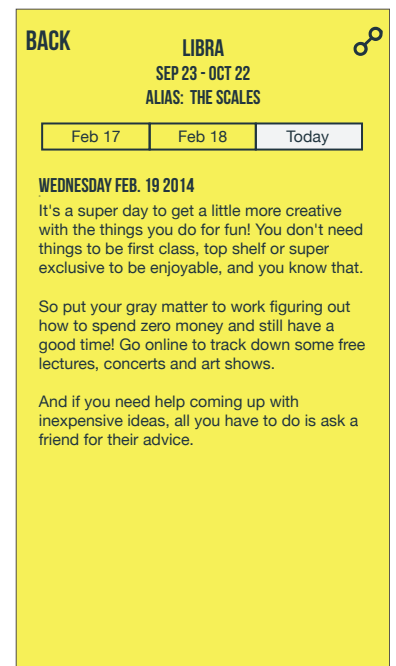 BACK
LIBRA
SEP 23 - OCT 22
ALIAS: THE SCALES
Feb 17
Feb 18
Today
WEDNESDAY FEB. 19 2014
It's a super day to get a little more creative
with the things you do for fun! You don't need
things to be first class, top shelf or super
exclusive to be enjoyable, and you know that.
So put your gray matter to work figuring out
how to spend zero money and still have a
good time! Go online to track down some free
lectures, concerts and art shows.
And if you need help coming up with
inexpensive ideas, all you have to do is ask a
friend for their advice.